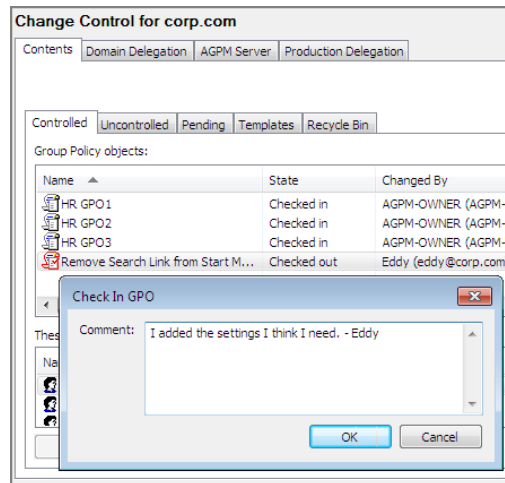 Change Control for corp.com
Contents Domain Delegation AGPM Server Production Delegation
Controlled Uncontrolled Pending Templates Recycle Bin
Group Policy objects:
Name State Changed By
HR GPO1 Checked in AGPM-OWNER (AGPM-
HR GPO2 Checked in AGPM-OWNER (AGPM-
HR GPO3 Checked in AGPM-OWNER (AGPM-
Remove Search Link from Start M... Checked out Eddy (eddy@corp.com
Check In GPO
Thes
Comment: I added the settings I think I need. - Eddy
Na
OK Cancel